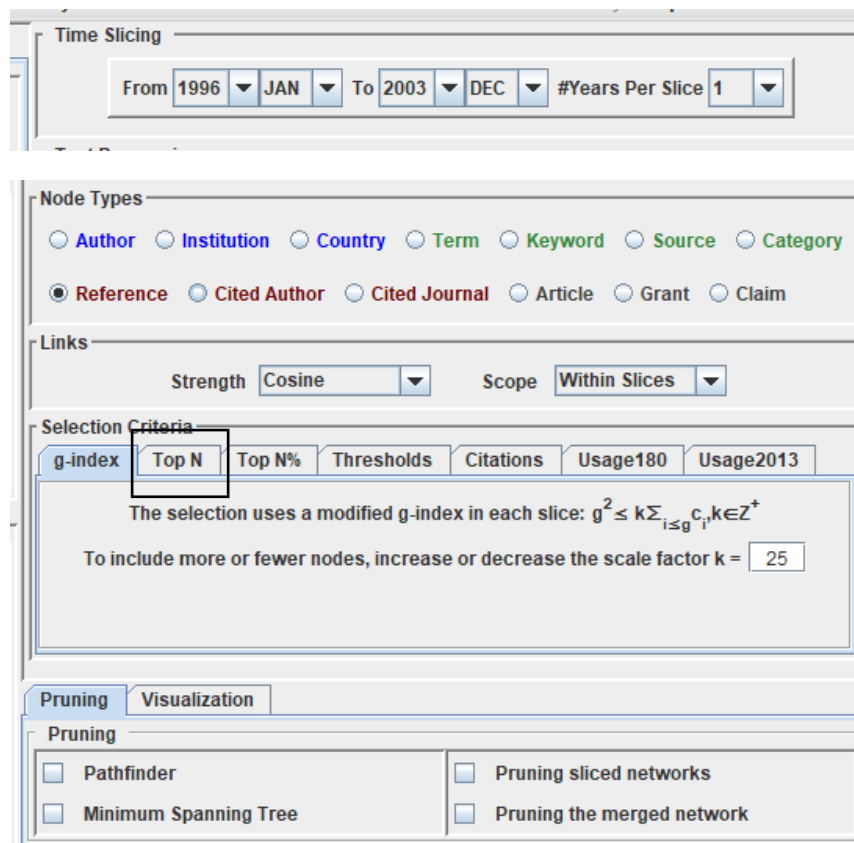 Time Slicing
From 1996 JAN To 2003 DEC #Years Per Slice 1
Node Types
Author Institution Country Term Keyword Source Category
Reference Cited Author Cited Journal Article Grant Claim
Links
Strength Cosine Scope Within Slices
Selection Criteria
g-index Top N Top N% Thresholds Citations Usage180 Usage2013
The selection uses a modified g-index in each slice: g² ≤ kΣᵢ≤g cᵢ,k∈Z⁺
To include more or fewer nodes, increase or decrease the scale factor k = 25
Pruning Visualization
Pruning
Pathfinder Pruning sliced networks
Minimum Spanning Tree Pruning the merged network